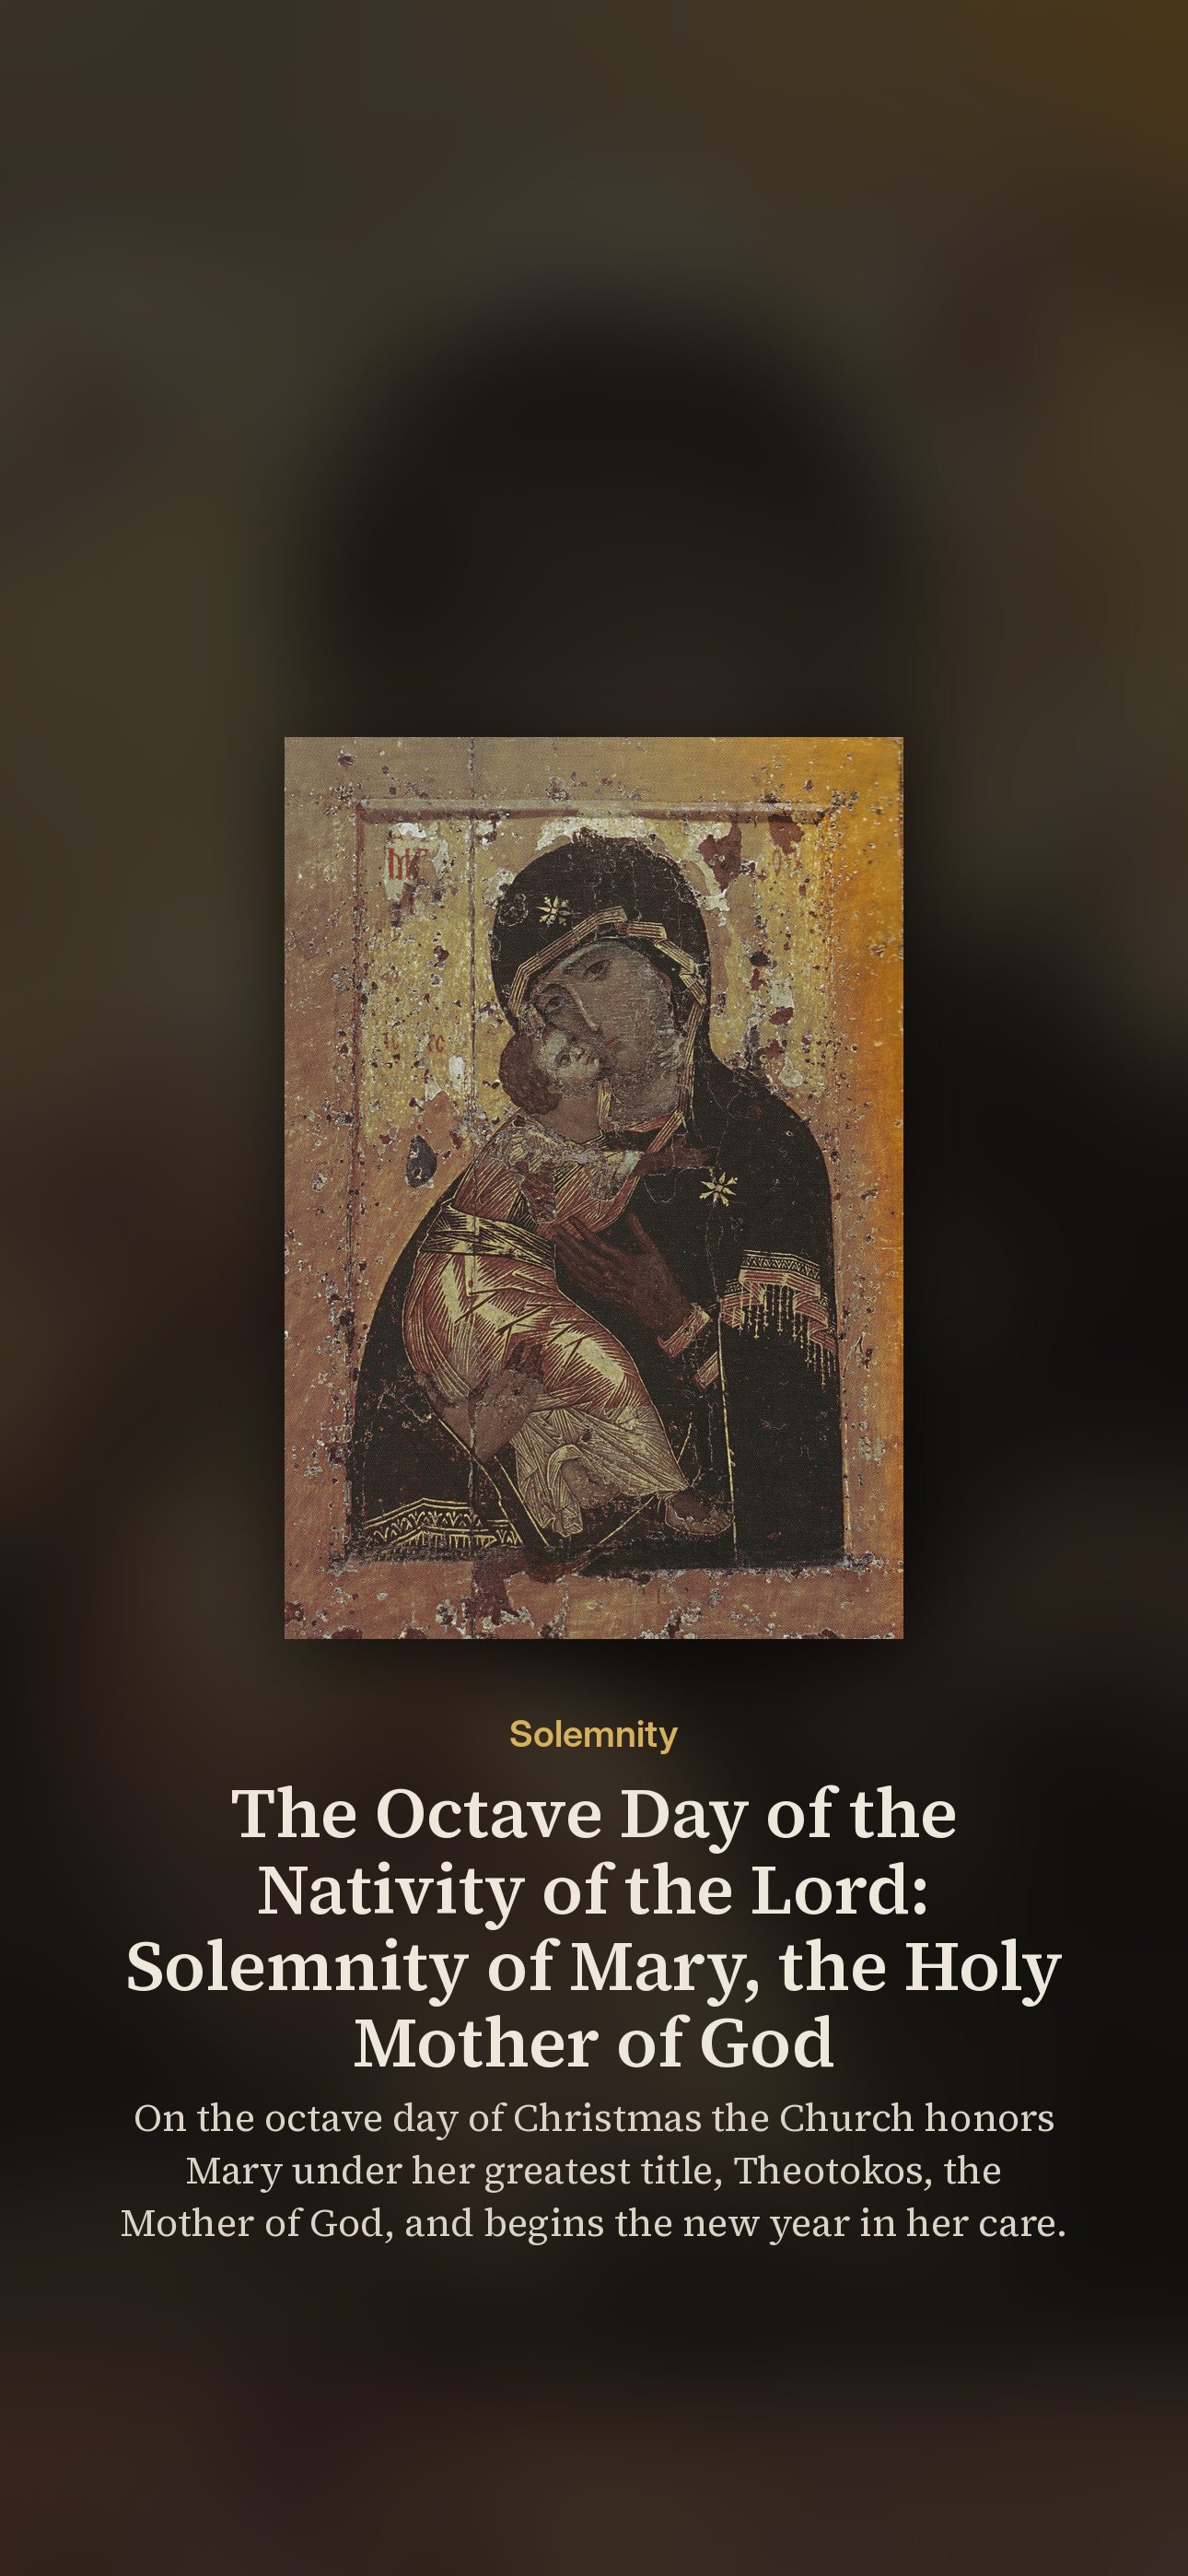 Solemnity
The Octave Day of the
Nativity of the Lord:
Solemnity of Mary, the Holy
Mother of God
On the octave day of Christmas the Church honors
Mary under her greatest title, Theotokos, the
Mother of God, and begins the new year in her care.